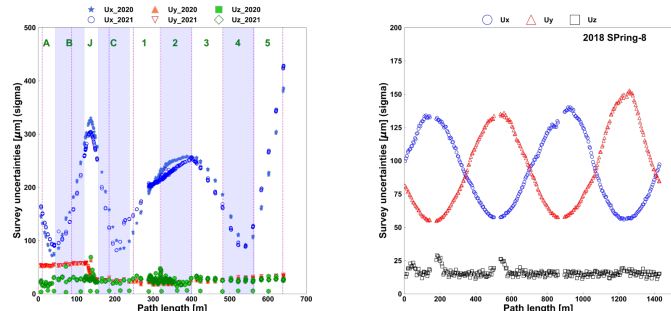 Ux_2020 Uy_2020 Uz_2020
Ux_2021 Uy_2021 Uz_2021
A B J C 1 2 3 4 5
500
400
300
200
100
0
0 100 200 300 400 500 600 700
Path length [m]
Survey uncertainties [μm] (sigma)
Ux Uy Uz
2018 SPring-8
200
175
150
125
100
75
50
25
0
0 200 400 600 800 1000 1200 1400
Path length [m]
Survey uncertainties [μm] (sigma)